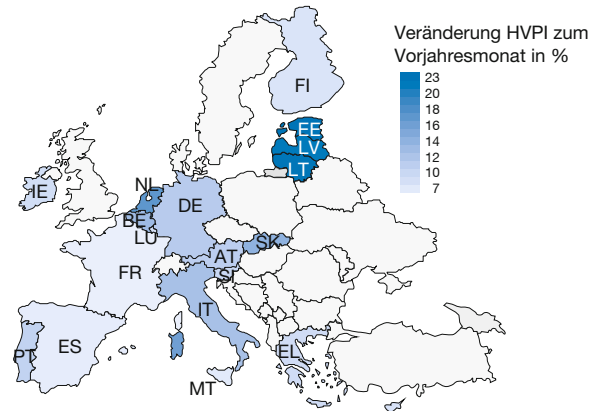 Veränderung HVPI zum
Vorjahresmonat in %
23
20
18
16
14
12
10
7
FI
EE
LV
LT
IE
NL
DE
BE
LU
SK
AT
FR
SI
IT
ES
PT
EL
MT